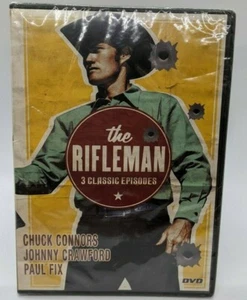 the
RIFLEMAN
3 CLASSIC EPISODES
CHUCK CONNORS
JOHNNY CRAWFORD
PAUL FIX
DVD